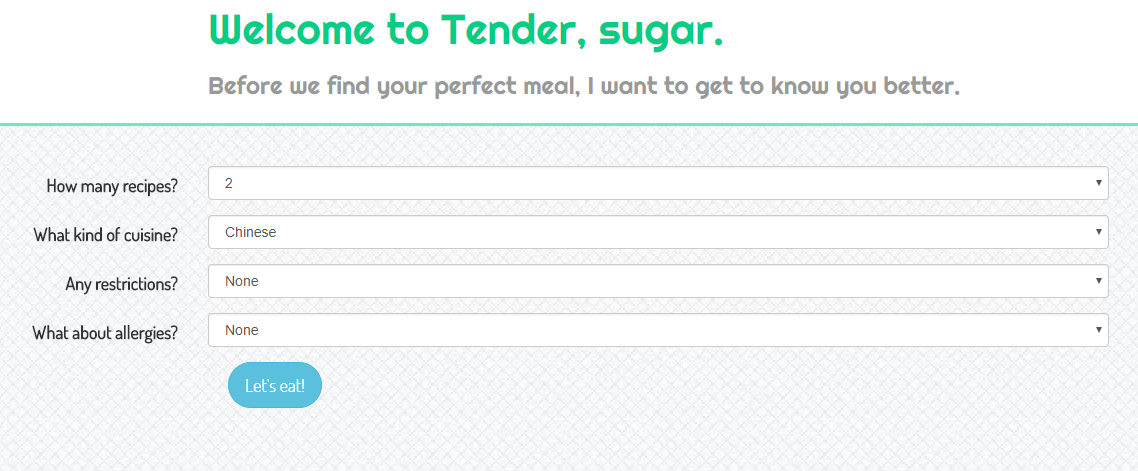 Welcome to Tender, sugar.
Before we find your perfect meal, I want to get to know you better.
How many recipes? 2
What kind of cuisine? Chinese
Any restrictions? None
What about allergies? None
Let's eat!